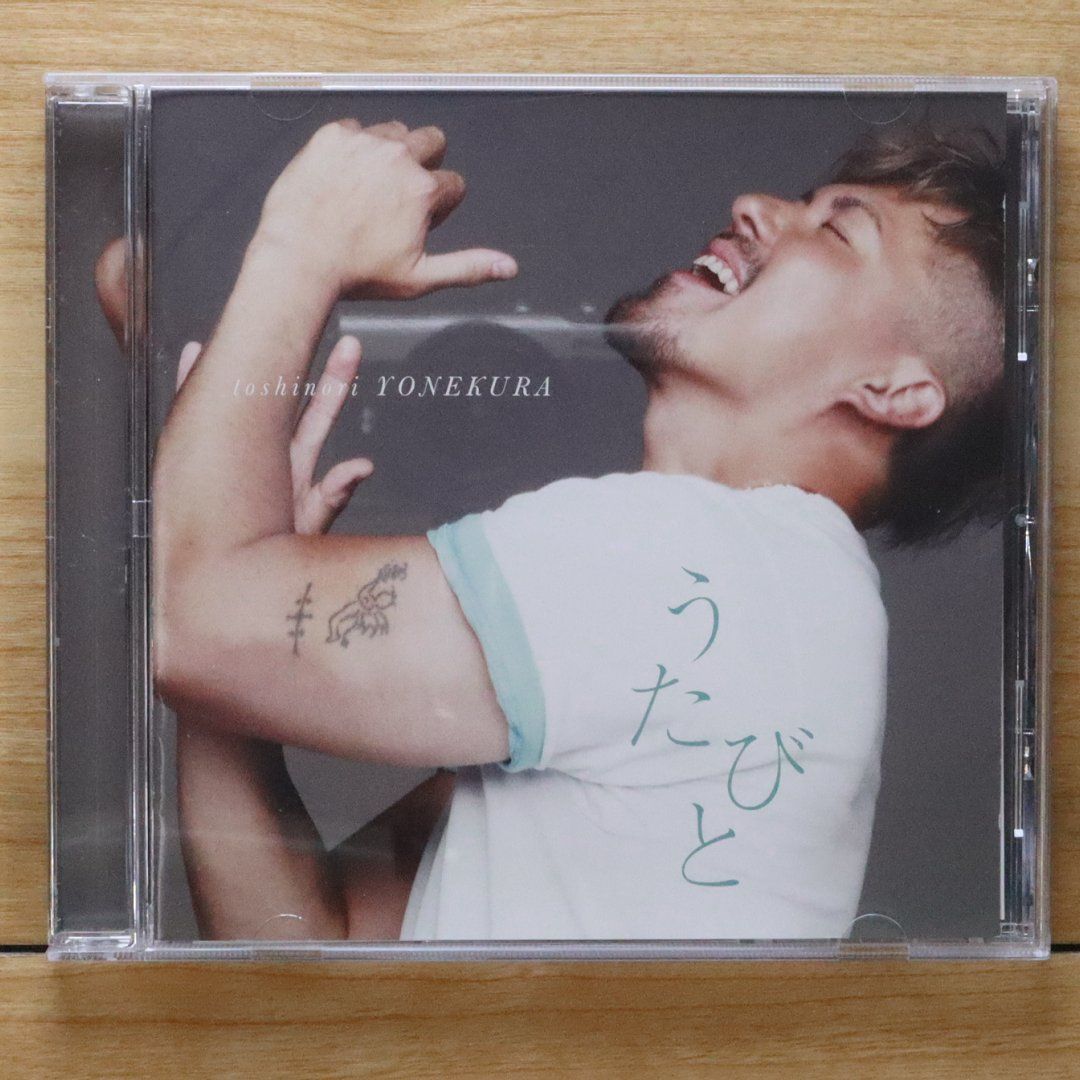 toshinori YONEKURA
うたびと